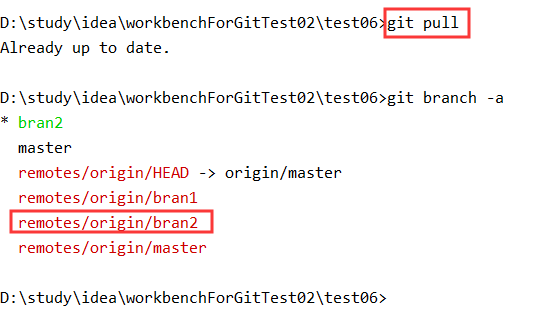 D:\study\idea\workbenchForGitTest02\test06>git pull
Already up to date.
D:\study\idea\workbenchForGitTest02\test06>git branch -a
* bran2
master
remotes/origin/HEAD -> origin/master
remotes/origin/bran1
remotes/origin/bran2
remotes/origin/master
D:\study\idea\workbenchForGitTest02\test06>